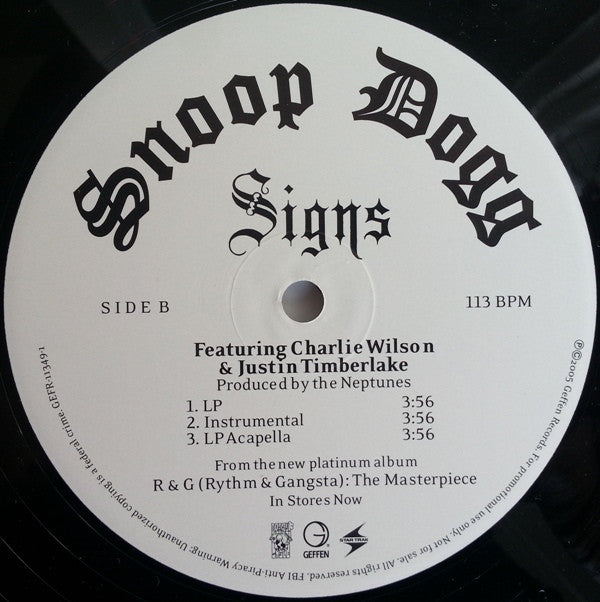 Snoop Dogg
Signs
SIDE B
113 BPM
Featuring Charlie Wilson
& Justin Timberlake
Produced by the Neptunes
1. LP 3:56
2. Instrumental 3:56
3. LP Acapella 3:56
From the new platinum album
R & G (Rythm & Gangsta): The Masterpiece
In Stores Now
GEFFEN
STAR TRAK
℗©2005 Geffen Records. For promotional use only. Not for sale. All rights reserved. FBI Anti-Piracy Warning: Unauthorized copying is a federal crime. GEFR-11349-1